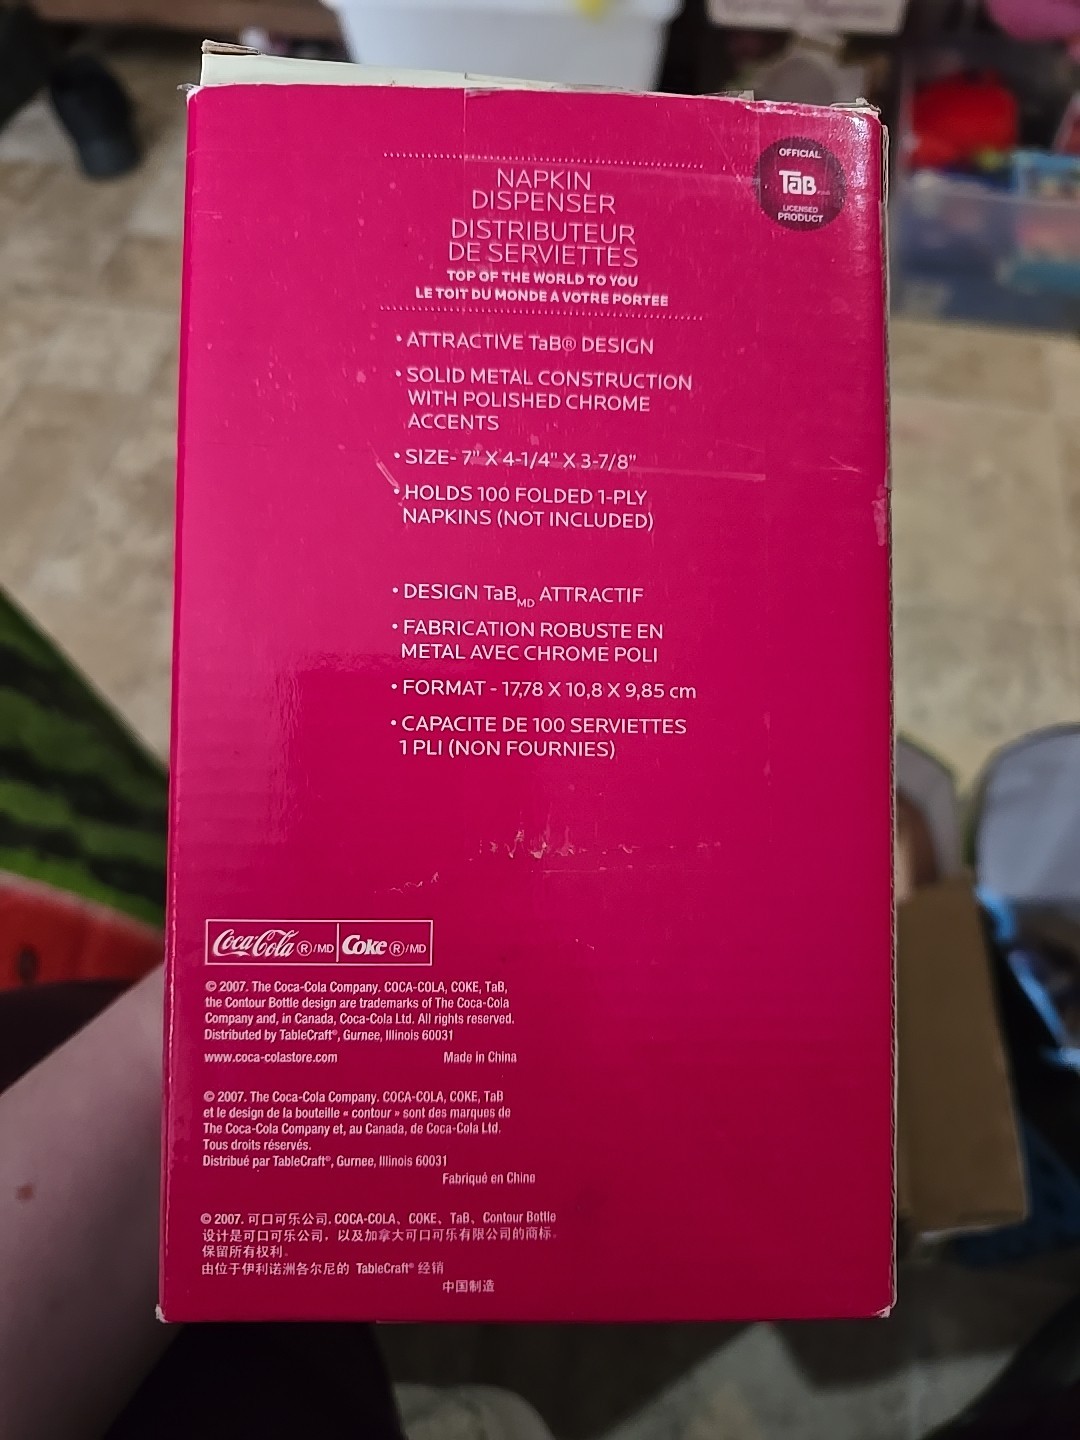 OFFICIAL
TaB
LICENSED
PRODUCT
NAPKIN
DISPENSER
DISTRIBUTEUR
DE SERVIETTES
TOP OF THE WORLD TO YOU
LE TOIT DU MONDE A VOTRE PORTEE
• ATTRACTIVE TaB® DESIGN
• SOLID METAL CONSTRUCTION
WITH POLISHED CHROME
ACCENTS
• SIZE- 7" X 4-1/4" X 3-7/8"
• HOLDS 100 FOLDED 1-PLY
NAPKINS (NOT INCLUDED)
• DESIGN TaB MD ATTRACTIF
• FABRICATION ROBUSTE EN
METAL AVEC CHROME POLI
• FORMAT - 17,78 X 10,8 X 9,85 cm
• CAPACITE DE 100 SERVIETTES
1 PLI (NON FOURNIES)
Coca-Cola ®/MD Coke ®/MD
© 2007. The Coca-Cola Company. COCA-COLA, COKE, TaB,
the Contour Bottle design are trademarks of The Coca-Cola
Company and, in Canada, Coca-Cola Ltd. All rights reserved.
Distributed by TableCraft®, Gurnee, Illinois 60031
www.coca-colastore.com Made in China
© 2007. The Coca-Cola Company. COCA-COLA, COKE, TaB
et le design de la bouteille « contour » sont des marques de
The Coca-Cola Company et, au Canada, de Coca-Cola Ltd.
Tous droits réservés.
Distribué par TableCraft®, Gurnee, Illinois 60031
Fabriqué en Chine
© 2007. 可口可乐公司. COCA-COLA、COKE、TaB、Contour Bottle
设计是可口可乐公司，以及加拿大可口可乐有限公司的商标。
保留所有权利。
由位于伊利诺洲各尔尼的 TableCraft® 经销
中国制造